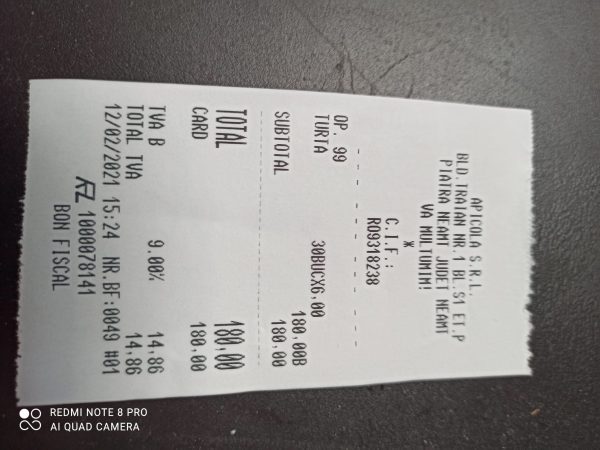 APICOLA S.R.L.
BLD.TRAIAN NR.1 BL.S1 ET.P
PIATRA NEAMT JUDET NEAMT
VA MULTUMIM!
*
C.I.F.:
RO9318238
- - - - - - - - - - - - - - - -
OP. 99
30BUCX6,00
TURTA 180,00B
SUBTOTAL 180,00
TOTAL 180,00
CARD 180,00
TVA B 9.00% 14,86
TOTAL TVA 14,86
12/02/2021 15:24 NR.BF:0049 #01
1000078141
BON FISCAL
REDMI NOTE 8 PRO
AI QUAD CAMERA